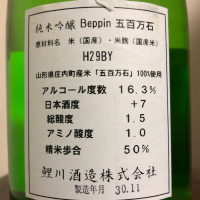 純米吟醸 Beppin 五百万石
原材料名 米(国産)・米麹(国産米)
H29BY
山形県庄内町産米「五百万石」100%使用
アルコール度数 16.3%
日本酒度 +7
総酸度 1.5
アミノ酸度 1.0
精米歩合 50%
鯉川酒造株式会社
製造年月 30.11